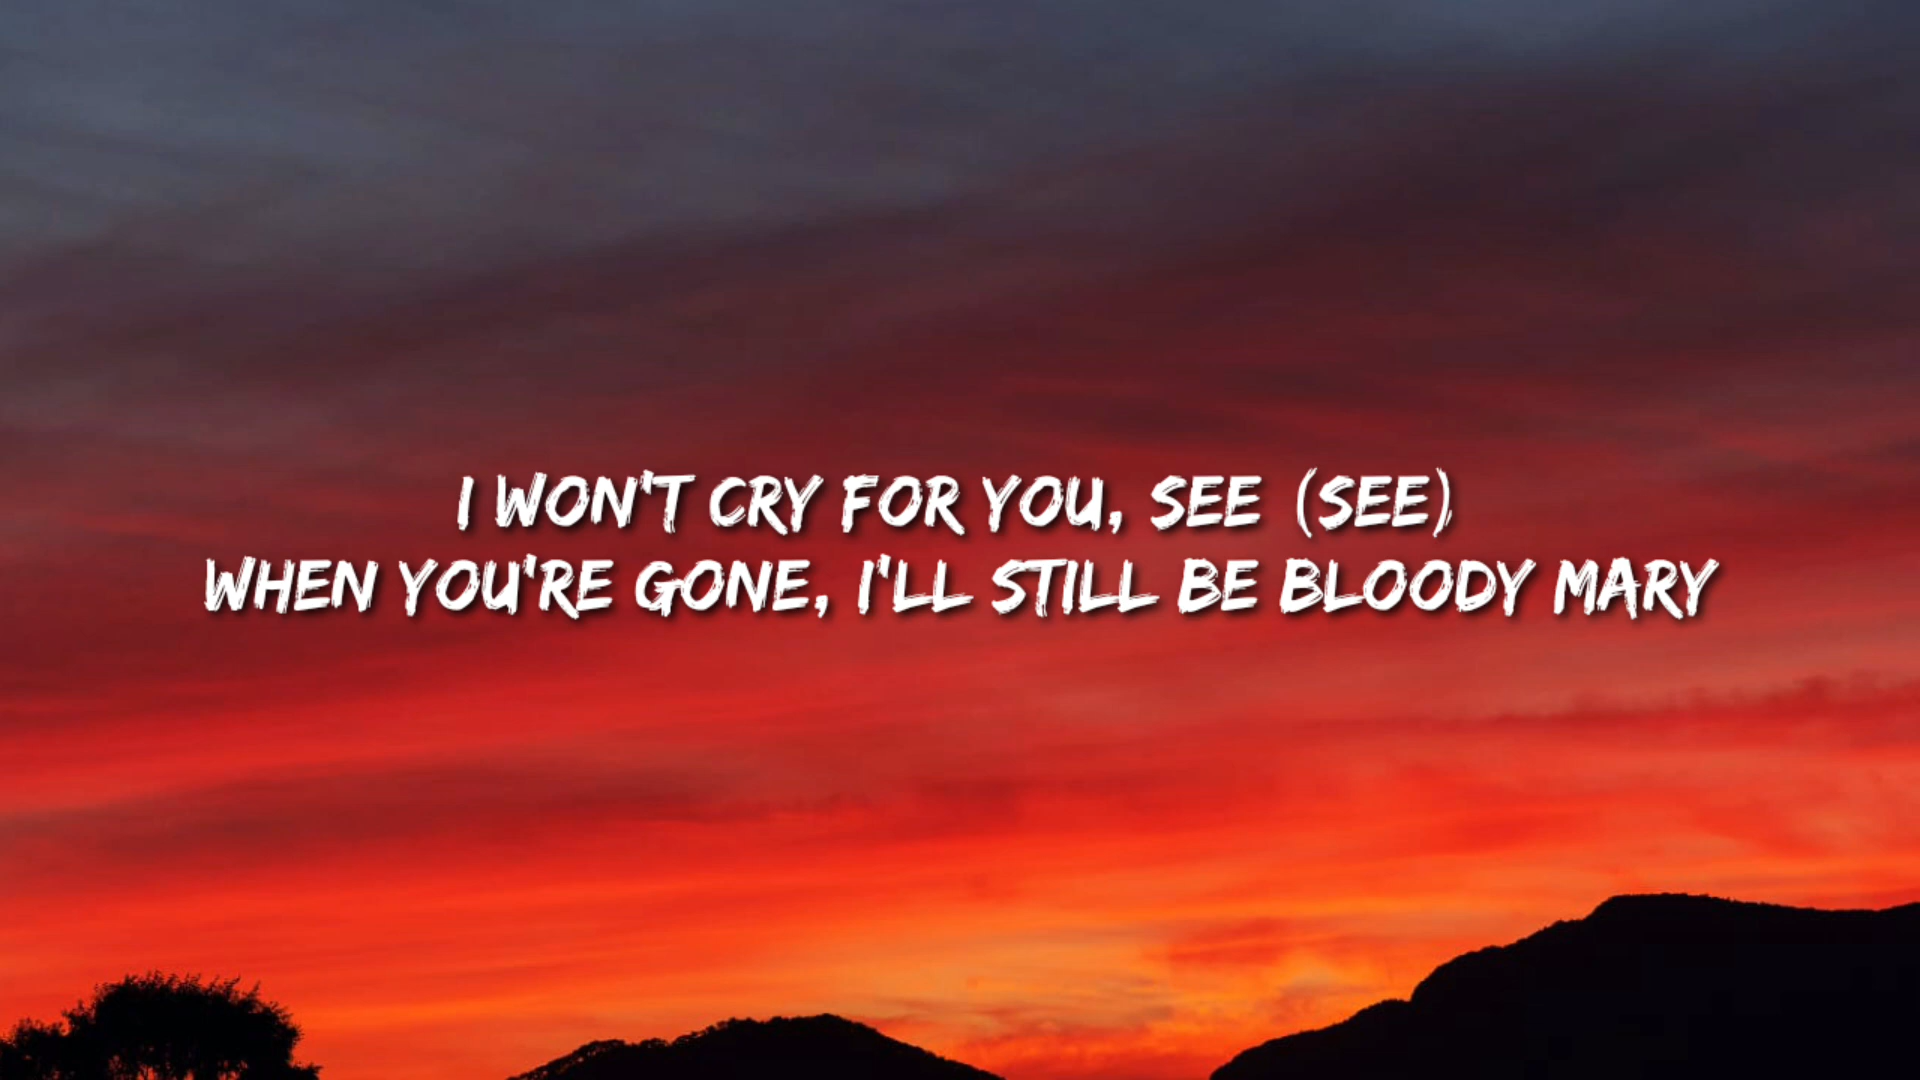 I WON'T CRY FOR YOU, SEE (SEE)
WHEN YOU'RE GONE, I'LL STILL BE BLOODY MARY